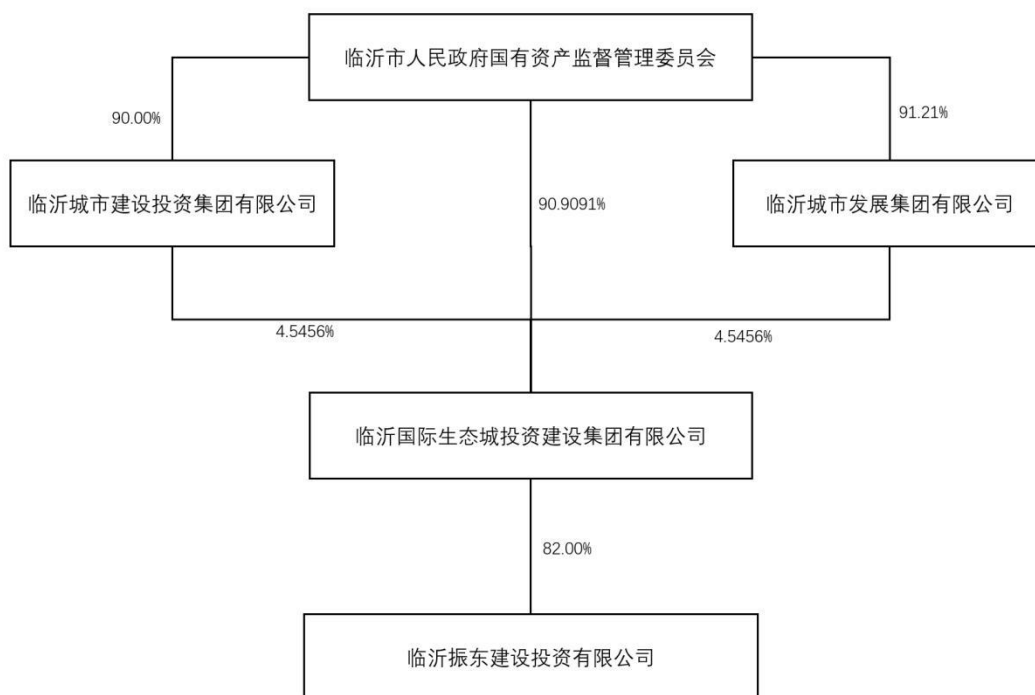 临沂市人民政府国有资产监督管理委员会
90.00%
91.21%
临沂城市建设投资集团有限公司
90.9091%
临沂城市发展集团有限公司
4.5456%
4.5456%
临沂国际生态城投资建设集团有限公司
82.00%
临沂振东建设投资有限公司